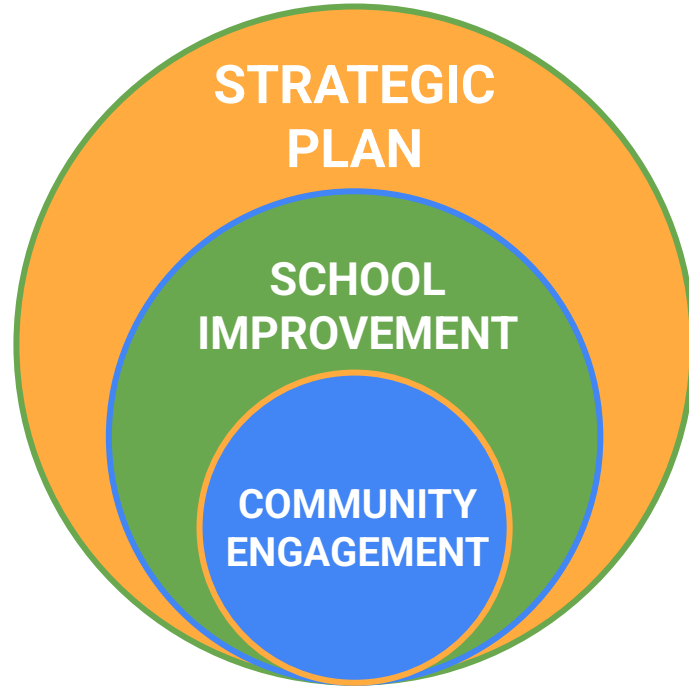 STRATEGIC
PLAN
SCHOOL
IMPROVEMENT
COMMUNITY
ENGAGEMENT